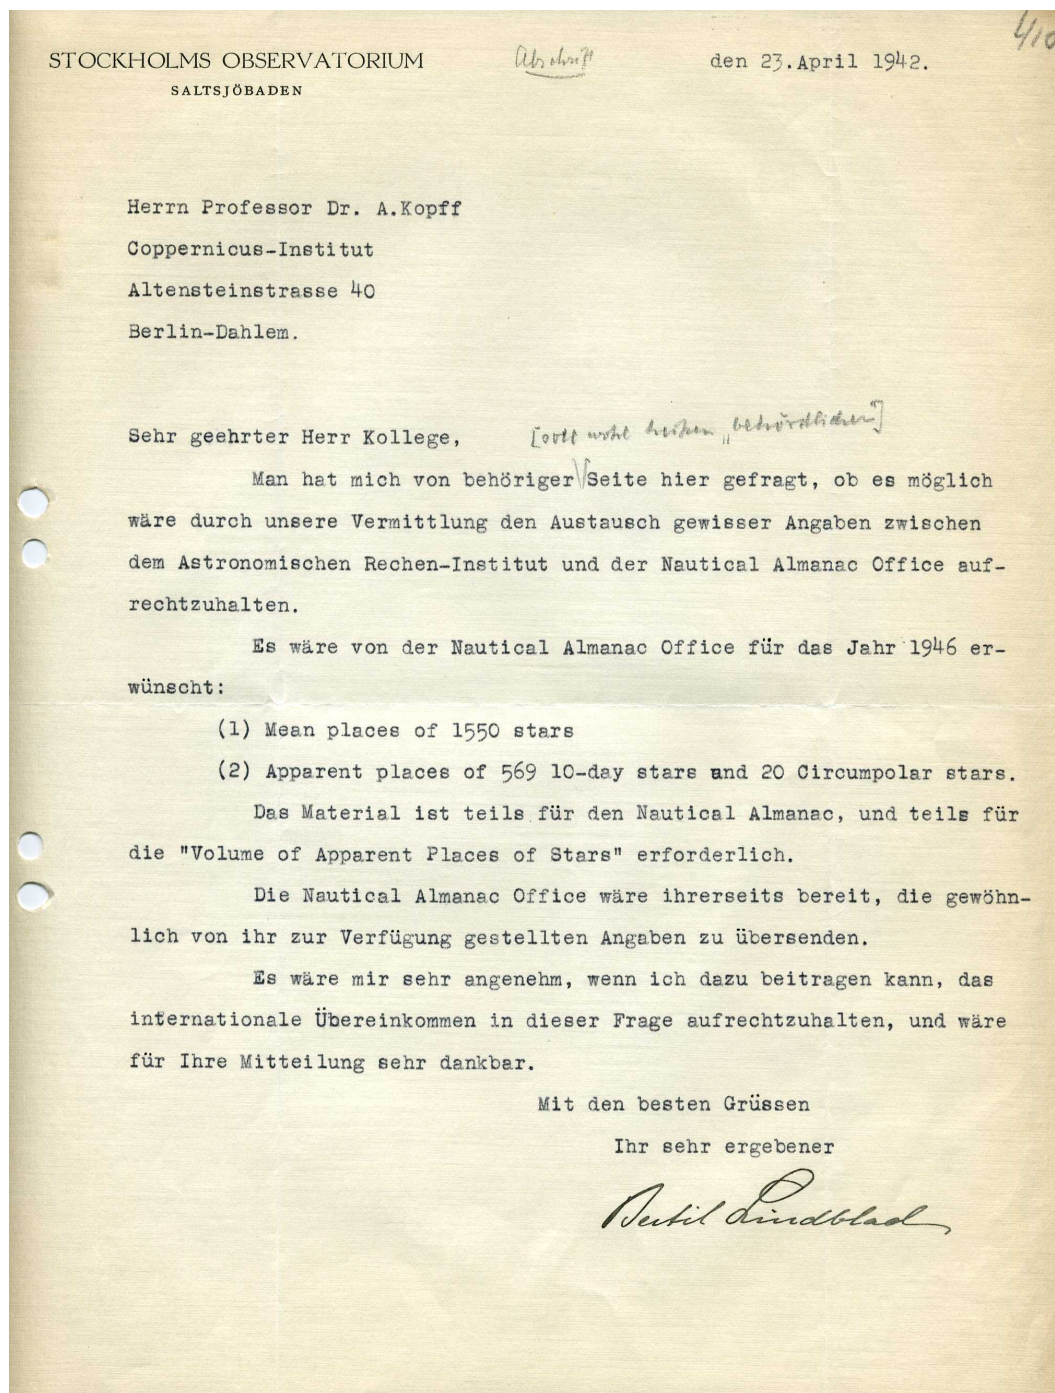 4/10
STOCKHOLMS OBSERVATORIUM
SALTSJÖBADEN
Abschrift
den 23.April 1942.
Herrn Professor Dr. A.Kopff
Coppernicus-Institut
Altensteinstrasse 40
Berlin-Dahlem.
Sehr geehrter Herr Kollege,
[soll wohl heissen „behördlicher"]
Man hat mich von behöriger Seite hier gefragt, ob es möglich
wäre durch unsere Vermittlung den Austausch gewisser Angaben zwischen
dem Astronomischen Rechen-Institut und der Nautical Almanac Office auf-
rechtzuhalten.
Es wäre von der Nautical Almanac Office für das Jahr 1946 er-
wünscht:
(1) Mean places of 1550 stars
(2) Apparent places of 569 10-day stars and 20 Circumpolar stars.
Das Material ist teils für den Nautical Almanac, und teils für
die "Volume of Apparent Places of Stars" erforderlich.
Die Nautical Almanac Office wäre ihrerseits bereit, die gewöhn-
lich von ihr zur Verfügung gestellten Angaben zu übersenden.
Es wäre mir sehr angenehm, wenn ich dazu beitragen kann, das
internationale Übereinkommen in dieser Frage aufrechtzuhalten, und wäre
für Ihre Mitteilung sehr dankbar.
Mit den besten Grüssen
Ihr sehr ergebener
Bertil Lindblad